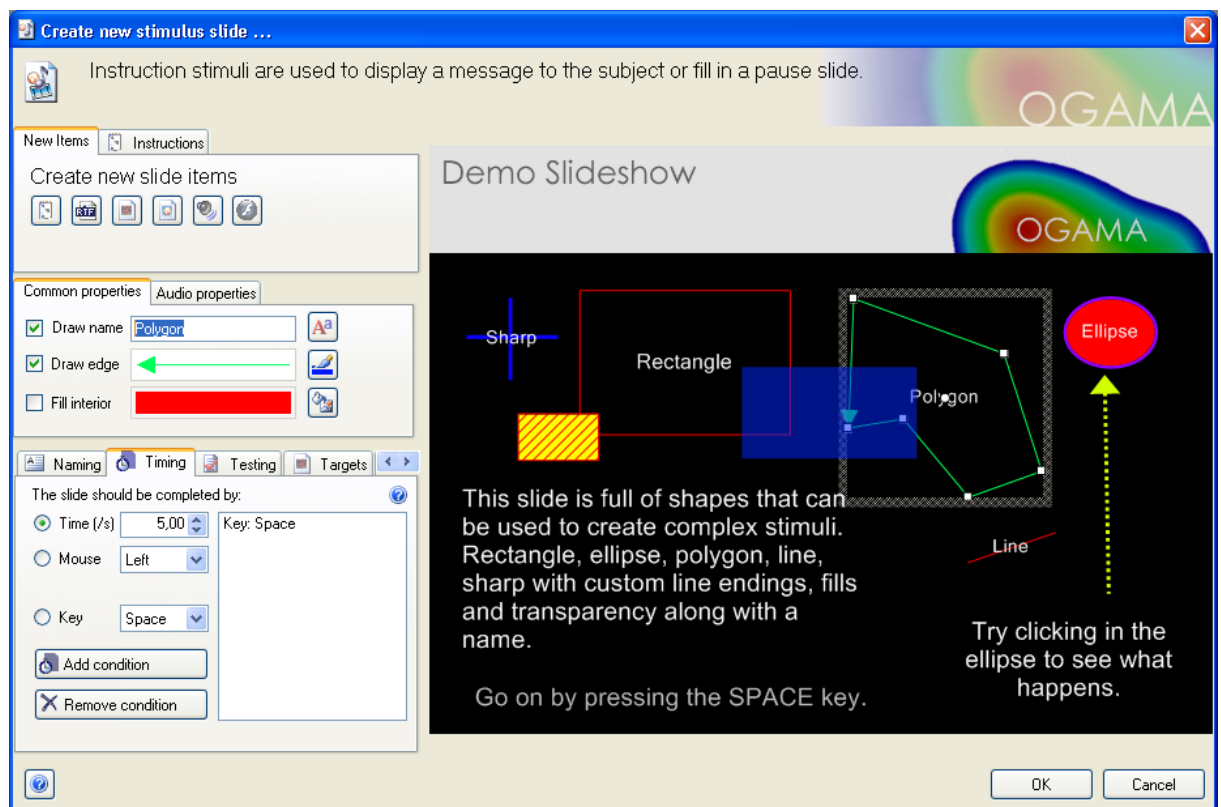 Create new stimulus slide ...
Instruction stimuli are used to display a message to the subject or fill in a pause slide.
OGAMA
New Items
Instructions
Create new slide items
RTF
Common properties
Audio properties
Draw name
Polygon
Aa
Draw edge
Fill interior
Naming
Timing
Testing
Targets
The slide should be completed by:
Time (/s)
5,00
Key: Space
Mouse
Left
Key
Space
Add condition
Remove condition
Demo Slideshow
OGAMA
Sharp
Rectangle
Polygon
Ellipse
This slide is full of shapes that can
be used to create complex stimuli.
Rectangle, ellipse, polygon, line,
sharp with custom line endings, fills
and transparency along with a
name.
Line
Try clicking in the
ellipse to see what
happens.
Go on by pressing the SPACE key.
OK
Cancel